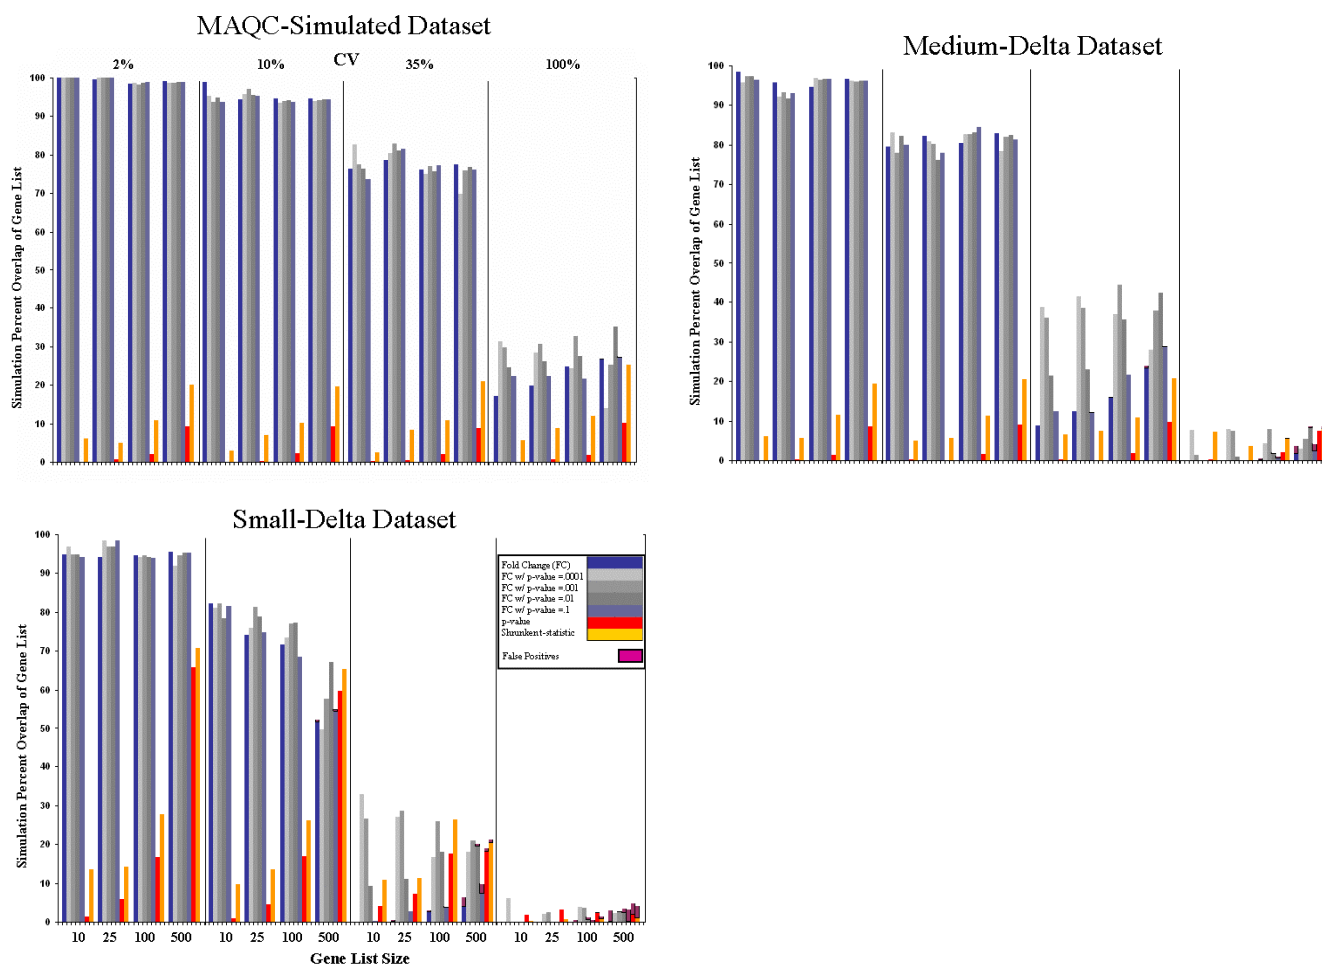 MAQC-Simulated Dataset
CV
2% 10% 35% 100%
Simulation Percent Overlap of Gene List
100
90
80
70
60
50
40
30
20
10
0
Medium-Delta Dataset
Simulation Percent Overlap of Gene List
100
90
80
70
60
50
40
30
20
10
0
Small-Delta Dataset
Simulation Percent Overlap of Gene List
100
90
80
70
60
50
40
30
20
10
0
Fold Change (FC)
FC w/ p-value =.0001
FC w/ p-value =.001
FC w/ p-value =.01
FC w/ p-value =.1
p-value
Shrunkent-statistic
False Positives
10 25 100 500 10 25 100 500 10 25 100 500 10 25 100 500
Gene List Size